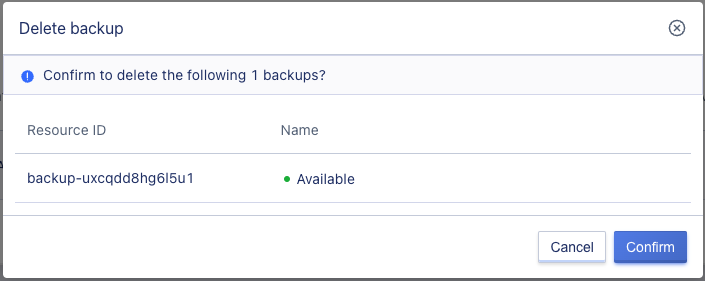 Delete backup
Confirm to delete the following 1 backups?
Resource ID Name
backup-uxcqdd8hg6l5u1 Available
Cancel Confirm